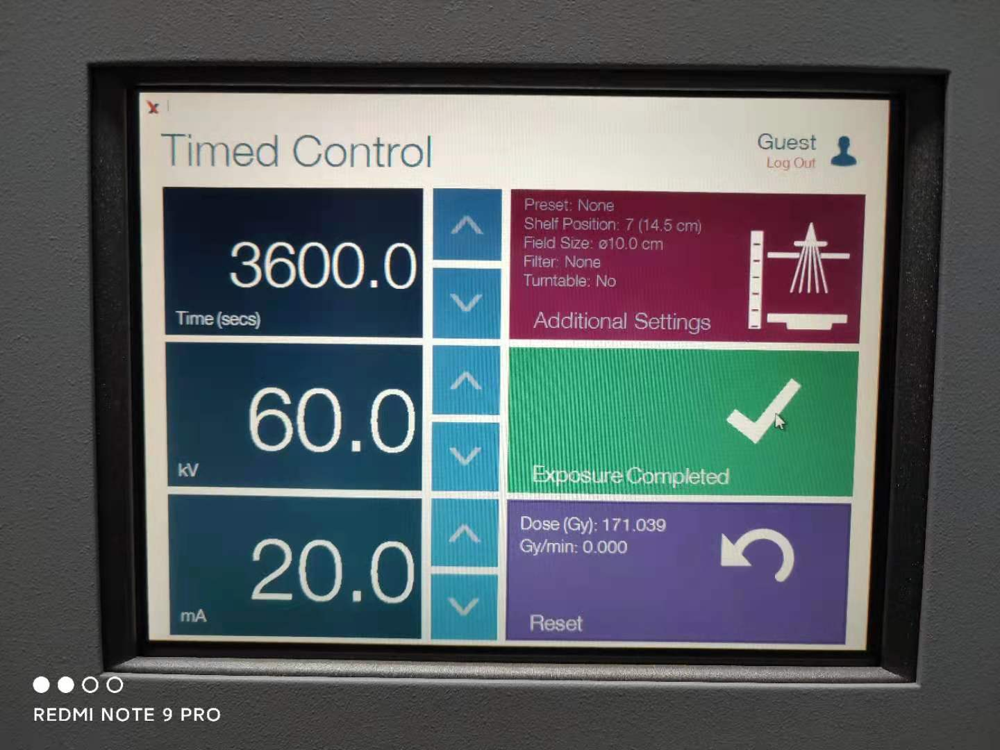 Timed Control
Guest
Log Out
3600.0
Time (secs)
60.0
kV
20.0
mA
Preset: None
Shelf Position: 7 (14.5 cm)
Field Size: ø10.0 cm
Filter: None
Turntable: No
Additional Settings
Exposure Completed
Dose (Gy): 171.039
Gy/min: 0.000
Reset
REDMI NOTE 9 PRO